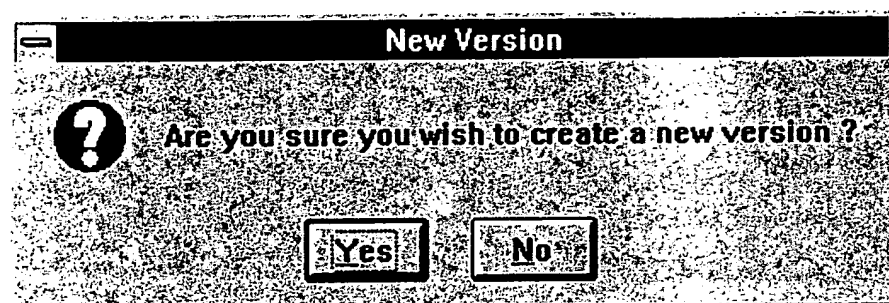 New Version
?
Are you sure you wish to create a new version ?
Yes No